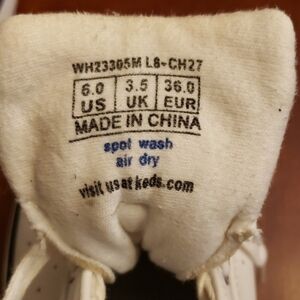 WH23305M L8-CH27
6.0 3.5 36.0
US UK EUR
MADE IN CHINA
spot wash
air dry
visit us at keds.com